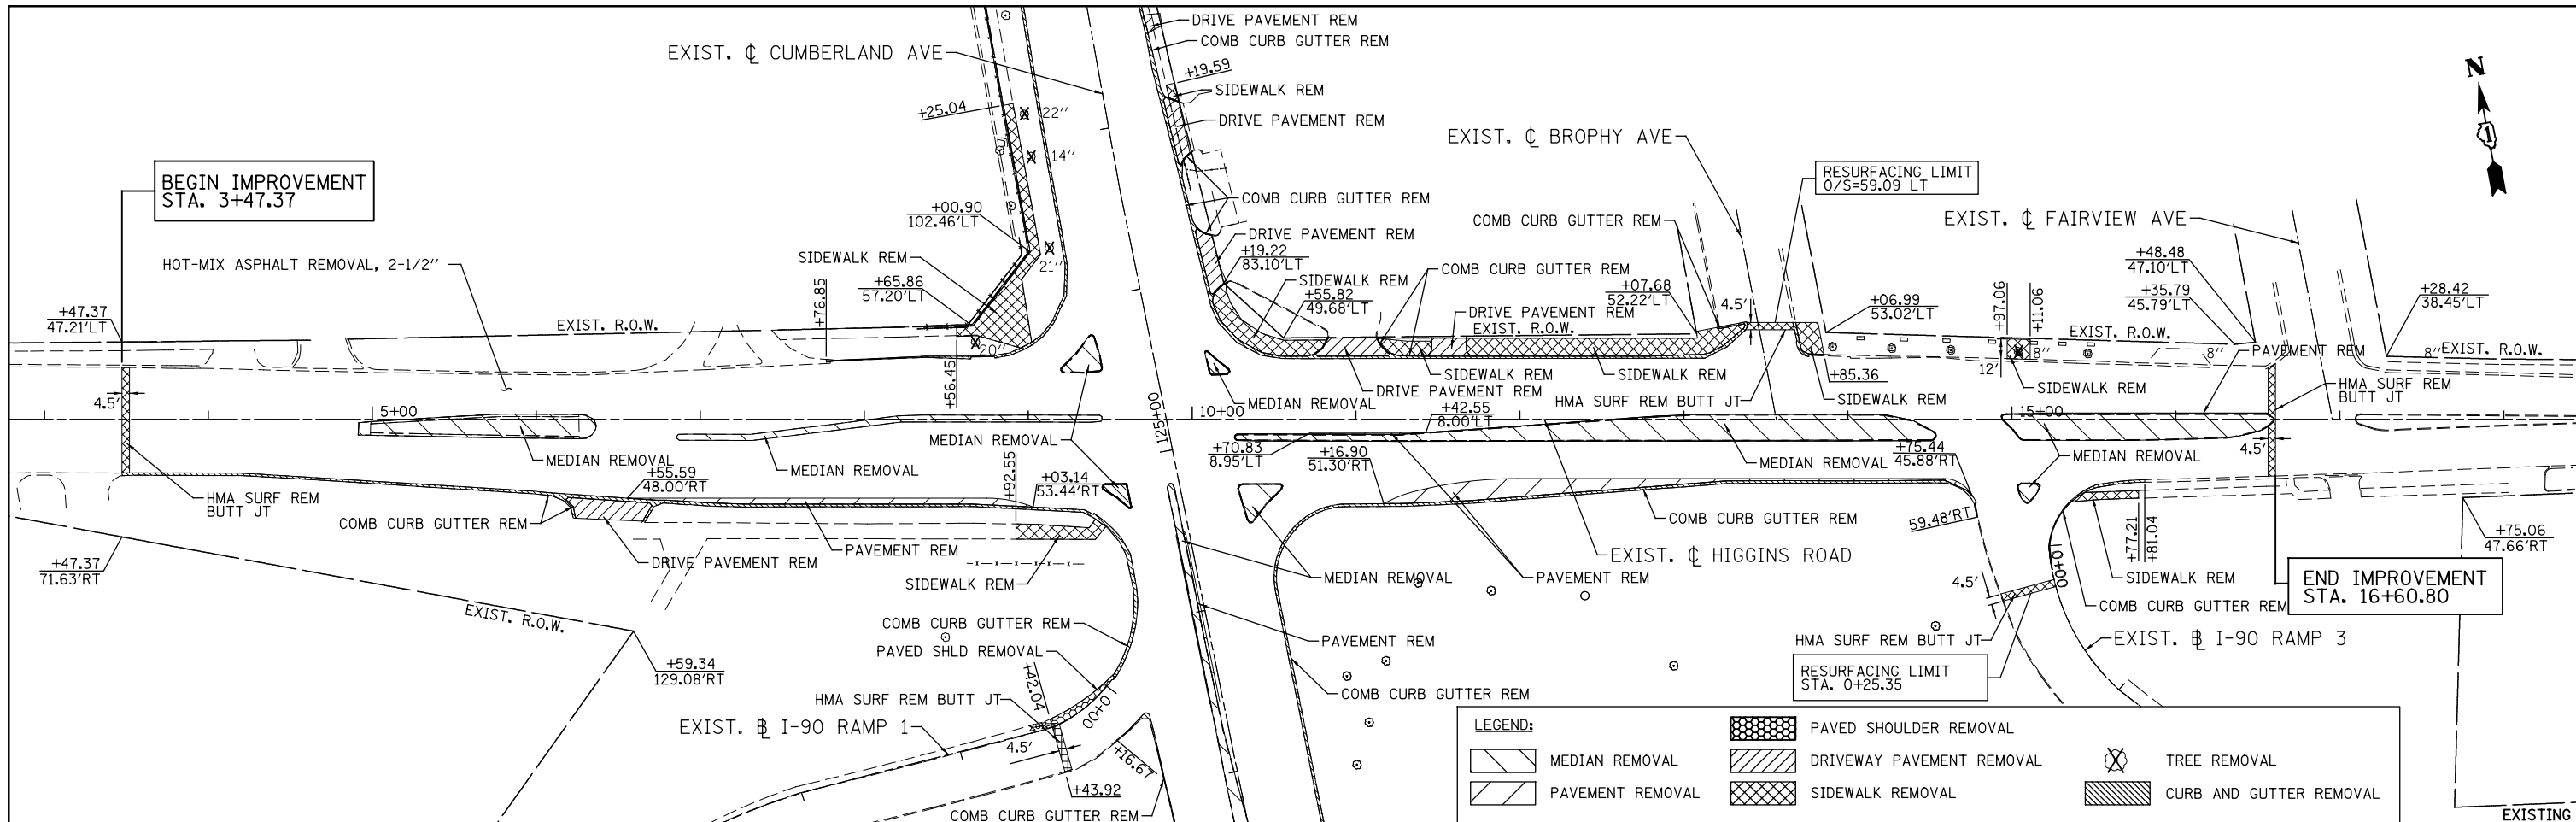 DRIVE PAVEMENT REM
COMB CURB GUTTER REM
EXIST. ℄ CUMBERLAND AVE
+19.59
SIDEWALK REM
DRIVE PAVEMENT REM
+25.04
22''
14''
21''
20''
N
1
EXIST. ℄ BROPHY AVE
RESURFACING LIMIT
O/S=59.09 LT
BEGIN IMPROVEMENT
STA. 3+47.37
COMB CURB GUTTER REM
+00.90
102.46'LT
COMB CURB GUTTER REM
EXIST. ℄ FAIRVIEW AVE
DRIVE PAVEMENT REM
SIDEWALK REM
HOT-MIX ASPHALT REMOVAL, 2-1/2''
+65.86
57.20'LT
+19.22
83.10'LT
SIDEWALK REM
COMB CURB GUTTER REM
+48.48
47.10'LT
+07.68
52.22'LT
4.5'
+06.99
53.02'LT
+97.06
+11.06
+35.79
45.79'LT
+28.42
38.45'LT
+47.37
47.21'LT
EXIST. R.O.W.
+76.85
+55.82
49.68'LT
DRIVE PAVEMENT REM
EXIST. R.O.W.
EXIST. R.O.W.
8''
8''
8''
EXIST. R.O.W.
PAVEMENT REM
12'
+56.45
SIDEWALK REM
SIDEWALK REM
DRIVE PAVEMENT REM
+85.36
SIDEWALK REM
HMA SURF REM
BUTT JT
4.5'
5+00
125+00
10+00
MEDIAN REMOVAL
+42.55
8.00'LT
HMA SURF REM BUTT JT
SIDEWALK REM
15+00
MEDIAN REMOVAL
MEDIAN REMOVAL
MEDIAN REMOVAL
+70.83
8.95'LT
+16.90
51.30'RT
MEDIAN REMOVAL
+75.44
45.88'RT
MEDIAN REMOVAL
4.5'
+55.59
48.00'RT
+92.55
+03.14
53.44'RT
HMA SURF REM
BUTT JT
COMB CURB GUTTER REM
COMB CURB GUTTER REM
59.48'RT
+77.21
+81.04
+75.06
47.66'RT
DRIVE PAVEMENT REM
PAVEMENT REM
EXIST. ℄ HIGGINS ROAD
+47.37
71.63'RT
SIDEWALK REM
MEDIAN REMOVAL
PAVEMENT REM
4.5'
0+00
SIDEWALK REM
END IMPROVEMENT
STA. 16+60.80
EXIST. R.O.W.
COMB CURB GUTTER REM
COMB CURB GUTTER REM
PAVEMENT REM
HMA SURF REM BUTT JT
EXIST. B̲L I-90 RAMP 3
PAVED SHLD REMOVAL
+59.34
129.08'RT
RESURFACING LIMIT
STA. 0+25.35
+42.04
HMA SURF REM BUTT JT
COMB CURB GUTTER REM
0+00
EXIST. B̲L I-90 RAMP 1
4.5'
+16.67
+43.92
COMB CURB GUTTER REM
LEGEND:
PAVED SHOULDER REMOVAL
MEDIAN REMOVAL
DRIVEWAY PAVEMENT REMOVAL
TREE REMOVAL
PAVEMENT REMOVAL
SIDEWALK REMOVAL
CURB AND GUTTER REMOVAL
EXISTING